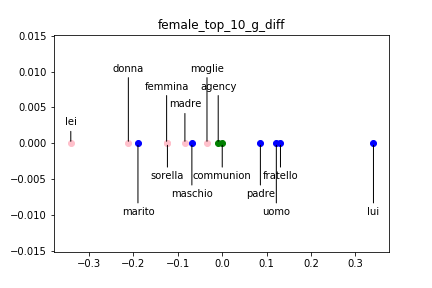 female_top_10_g_diff
0.015
0.010
0.005
0.000
−0.005
−0.010
−0.015
donna
moglie
femmina
agency
madre
lei
sorella
communion
fratello
maschio
padre
marito
uomo
lui
−0.3
−0.2
−0.1
0.0
0.1
0.2
0.3